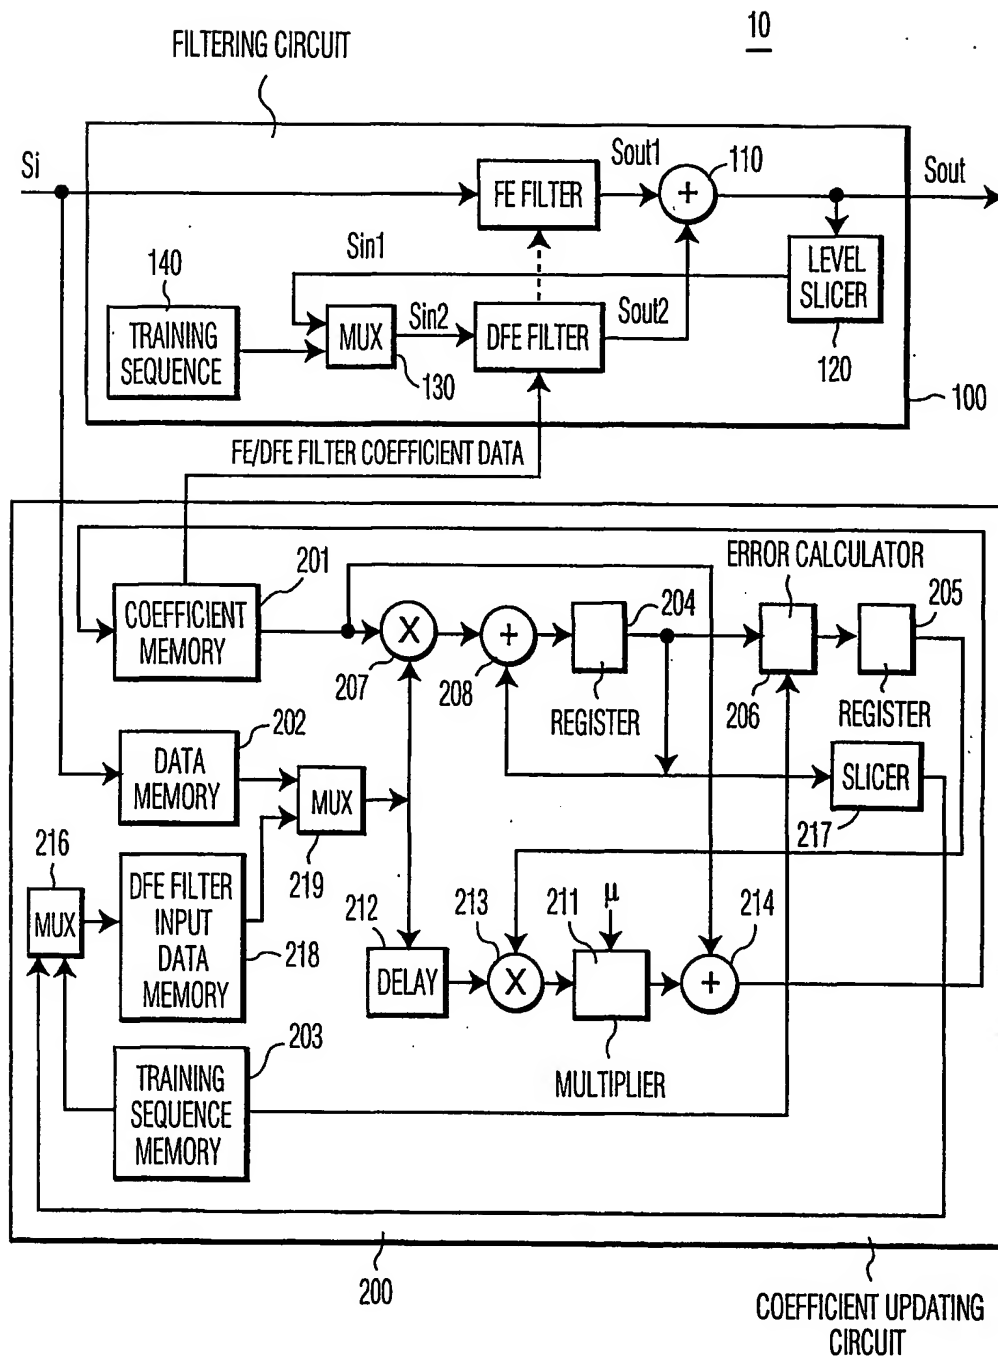 10
FILTERING CIRCUIT
Si
Sout1
110
Sout
FE FILTER
+
Sin1
LEVEL
SLICER
140
TRAINING
SEQUENCE
MUX
Sin2
DFE FILTER
Sout2
130
120
100
FE/DFE FILTER COEFFICIENT DATA
ERROR CALCULATOR
201
COEFFICIENT
MEMORY
X
207
+
208
204
REGISTER
206
205
REGISTER
202
DATA
MEMORY
MUX
219
SLICER
217
216
MUX
DFE FILTER
INPUT
DATA
MEMORY
218
212
DELAY
213
X
211
μ
214
+
MULTIPLIER
203
TRAINING
SEQUENCE
MEMORY
200
COEFFICIENT UPDATING
CIRCUIT